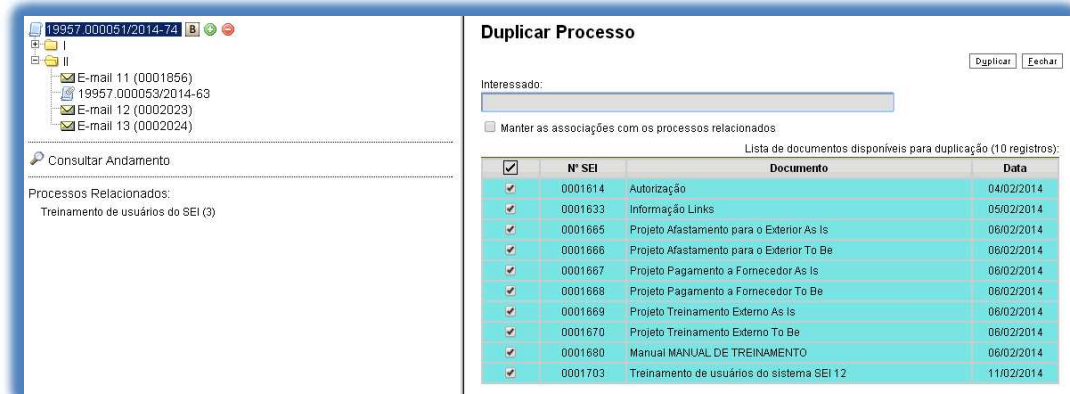 19957.000051/2014-74 B
I
II
E-mail 11 (0001856)
19957.000053/2014-63
E-mail 12 (0002023)
E-mail 13 (0002024)
Consultar Andamento
Processos Relacionados:
Treinamento de usuários do SEI (3)
Duplicar Processo
Duplicar Fechar
Interessado:
Manter as associações com os processos relacionados
Lista de documentos disponíveis para duplicação (10 registros):
Nº SEI Documento Data
0001614 Autorização 04/02/2014
0001633 Informação Links 05/02/2014
0001665 Projeto Afastamento para o Exterior As Is 06/02/2014
0001666 Projeto Afastamento para o Exterior To Be 06/02/2014
0001667 Projeto Pagamento a Fornecedor As Is 06/02/2014
0001668 Projeto Pagamento a Fornecedor To Be 06/02/2014
0001669 Projeto Treinamento Externo As Is 06/02/2014
0001670 Projeto Treinamento Externo To Be 06/02/2014
0001680 Manual MANUAL DE TREINAMENTO 06/02/2014
0001703 Treinamento de usuários do sistema SEI 12 11/02/2014